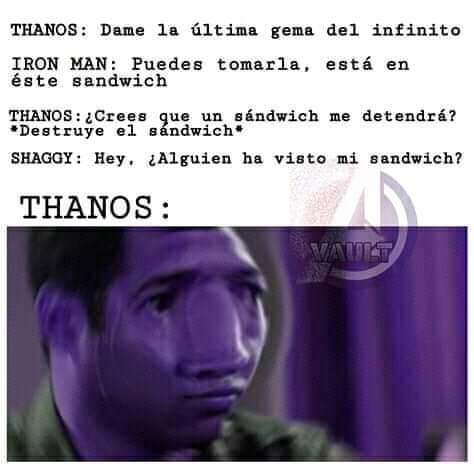 THANOS: Dame la última gema del infinito
IRON MAN: Puedes tomarla, está en
éste sandwich
THANOS:¿Crees que un sándwich me detendrá?
*Destruye el sándwich*
SHAGGY: Hey, ¿Alguien ha visto mi sandwich?
THANOS:
VAULT